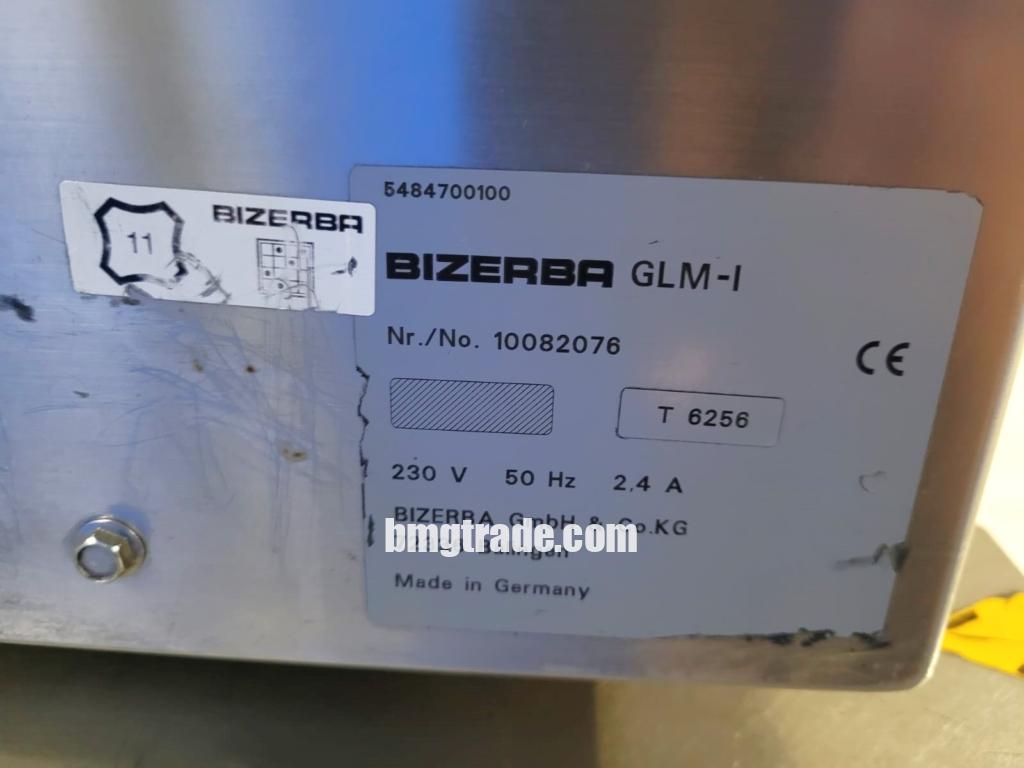 11
BIZERBA
5484700100
BIZERBA GLM-I
Nr./No. 10082076
CE
T 6256
230 V 50 Hz 2,4 A
BIZERBA GmbH & Co.KG
bmgtrade.com
Balingen
Made in Germany